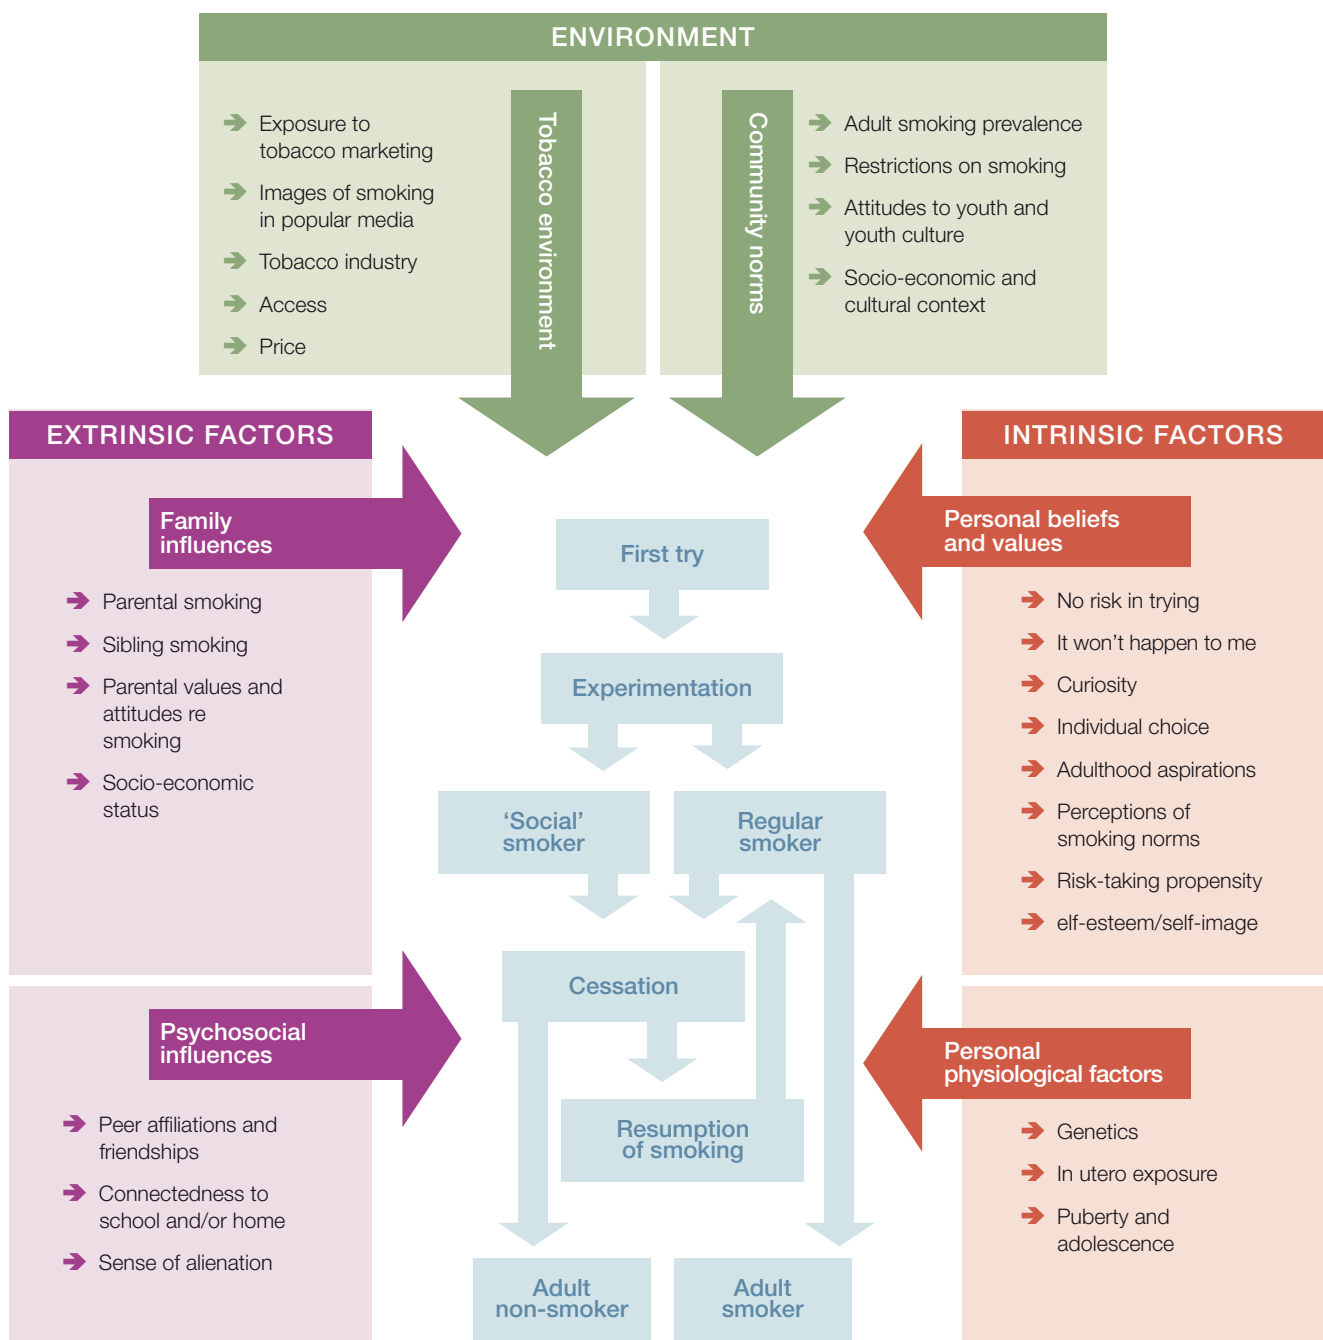 ENVIRONMENT
Exposure to
tobacco marketing
Images of smoking
in popular media
Tobacco industry
Access
Price
Tobacco environment
Community norms
Adult smoking prevalence
Restrictions on smoking
Attitudes to youth and
youth culture
Socio-economic and
cultural context
EXTRINSIC FACTORS
Family
influences
Parental smoking
Sibling smoking
Parental values and
attitudes re
smoking
Socio-economic
status
Psychosocial
influences
Peer affiliations and
friendships
Connectedness to
school and/or home
Sense of alienation
First try
Experimentation
‘Social’
smoker
Regular
smoker
Cessation
Resumption
of smoking
Adult
non-smoker
Adult
smoker
INTRINSIC FACTORS
Personal beliefs
and values
No risk in trying
It won’t happen to me
Curiosity
Individual choice
Adulthood aspirations
Perceptions of
smoking norms
Risk-taking propensity
elf-esteem/self-image
Personal
physiological factors
Genetics
In utero exposure
Puberty and
adolescence